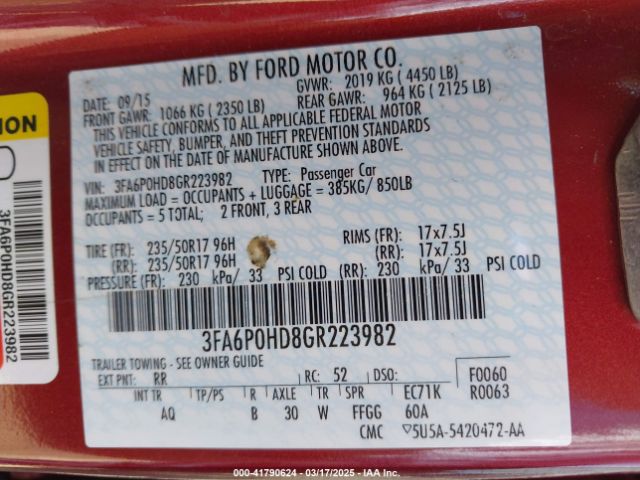 MFD. BY FORD MOTOR CO.
DATE: 09/15 GVWR: 2019 KG ( 4450 LB)
FRONT GAWR: 1066 KG ( 2350 LB) REAR GAWR: 964 KG ( 2125 LB)
THIS VEHICLE CONFORMS TO ALL APPLICABLE FEDERAL MOTOR
VEHICLE SAFETY, BUMPER, AND THEFT PREVENTION STANDARDS
IN EFFECT ON THE DATE OF MANUFACTURE SHOWN ABOVE.
VIN: 3FA6P0HD8GR223982 TYPE: Passenger Car
MAXIMUM LOAD = OCCUPANTS + LUGGAGE = 385KG/ 850LB
OCCUPANTS = 5 TOTAL; 2 FRONT, 3 REAR
TIRE (FR): 235/50R17 96H RIMS (FR): 17x7.5J
(RR): 235/50R17 96H (RR): 17x7.5J
PRESSURE (FR): 230 kPa/ 33 PSI COLD (RR): 230 kPa/ 33 PSI COLD
3FA6P0HD8GR223982
TRAILER TOWING - SEE OWNER GUIDE
EXT PNT: RR RC: 52 DSO: F0060
INT TR TP/PS R AXLE TR SPR EC71K R0063
AQ B 30 W FFGG 60A
CMC ▽5U5A-5420472-AA
ION
3FA6P0HD8GR223982
000-41790624 - 03/17/2025 - IAA Inc.